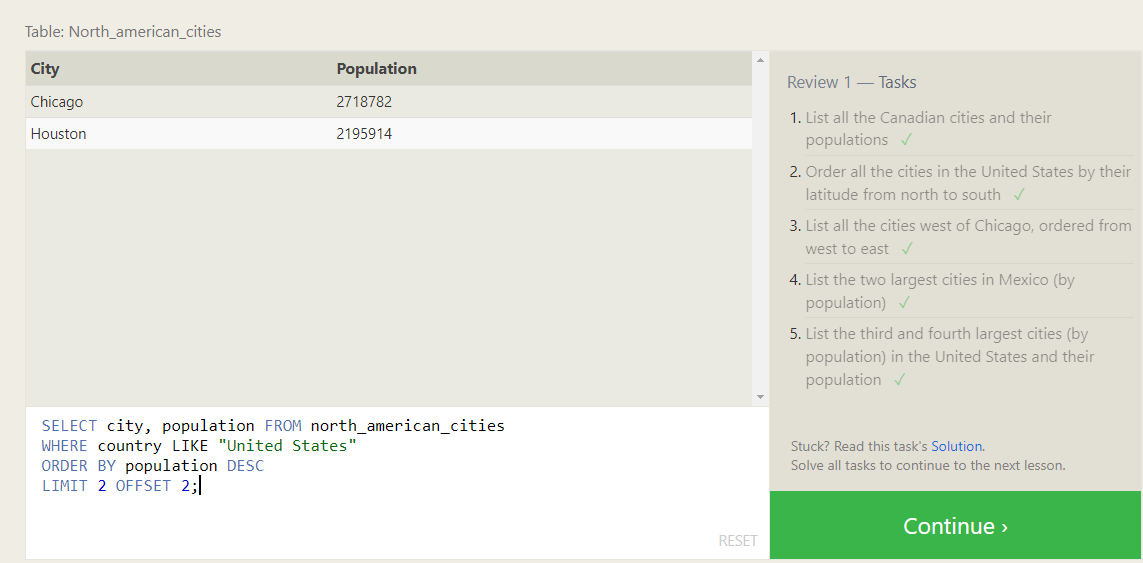 Table: North_american_cities
City Population
Chicago 2718782
Houston 2195914
SELECT city, population FROM north_american_cities
WHERE country LIKE "United States"
ORDER BY population DESC
LIMIT 2 OFFSET 2;
RESET
Review 1 — Tasks
1. List all the Canadian cities and their
populations ✓
2. Order all the cities in the United States by their
latitude from north to south ✓
3. List all the cities west of Chicago, ordered from
west to east ✓
4. List the two largest cities in Mexico (by
population) ✓
5. List the third and fourth largest cities (by
population) in the United States and their
population ✓
Stuck? Read this task's Solution.
Solve all tasks to continue to the next lesson.
Continue ›